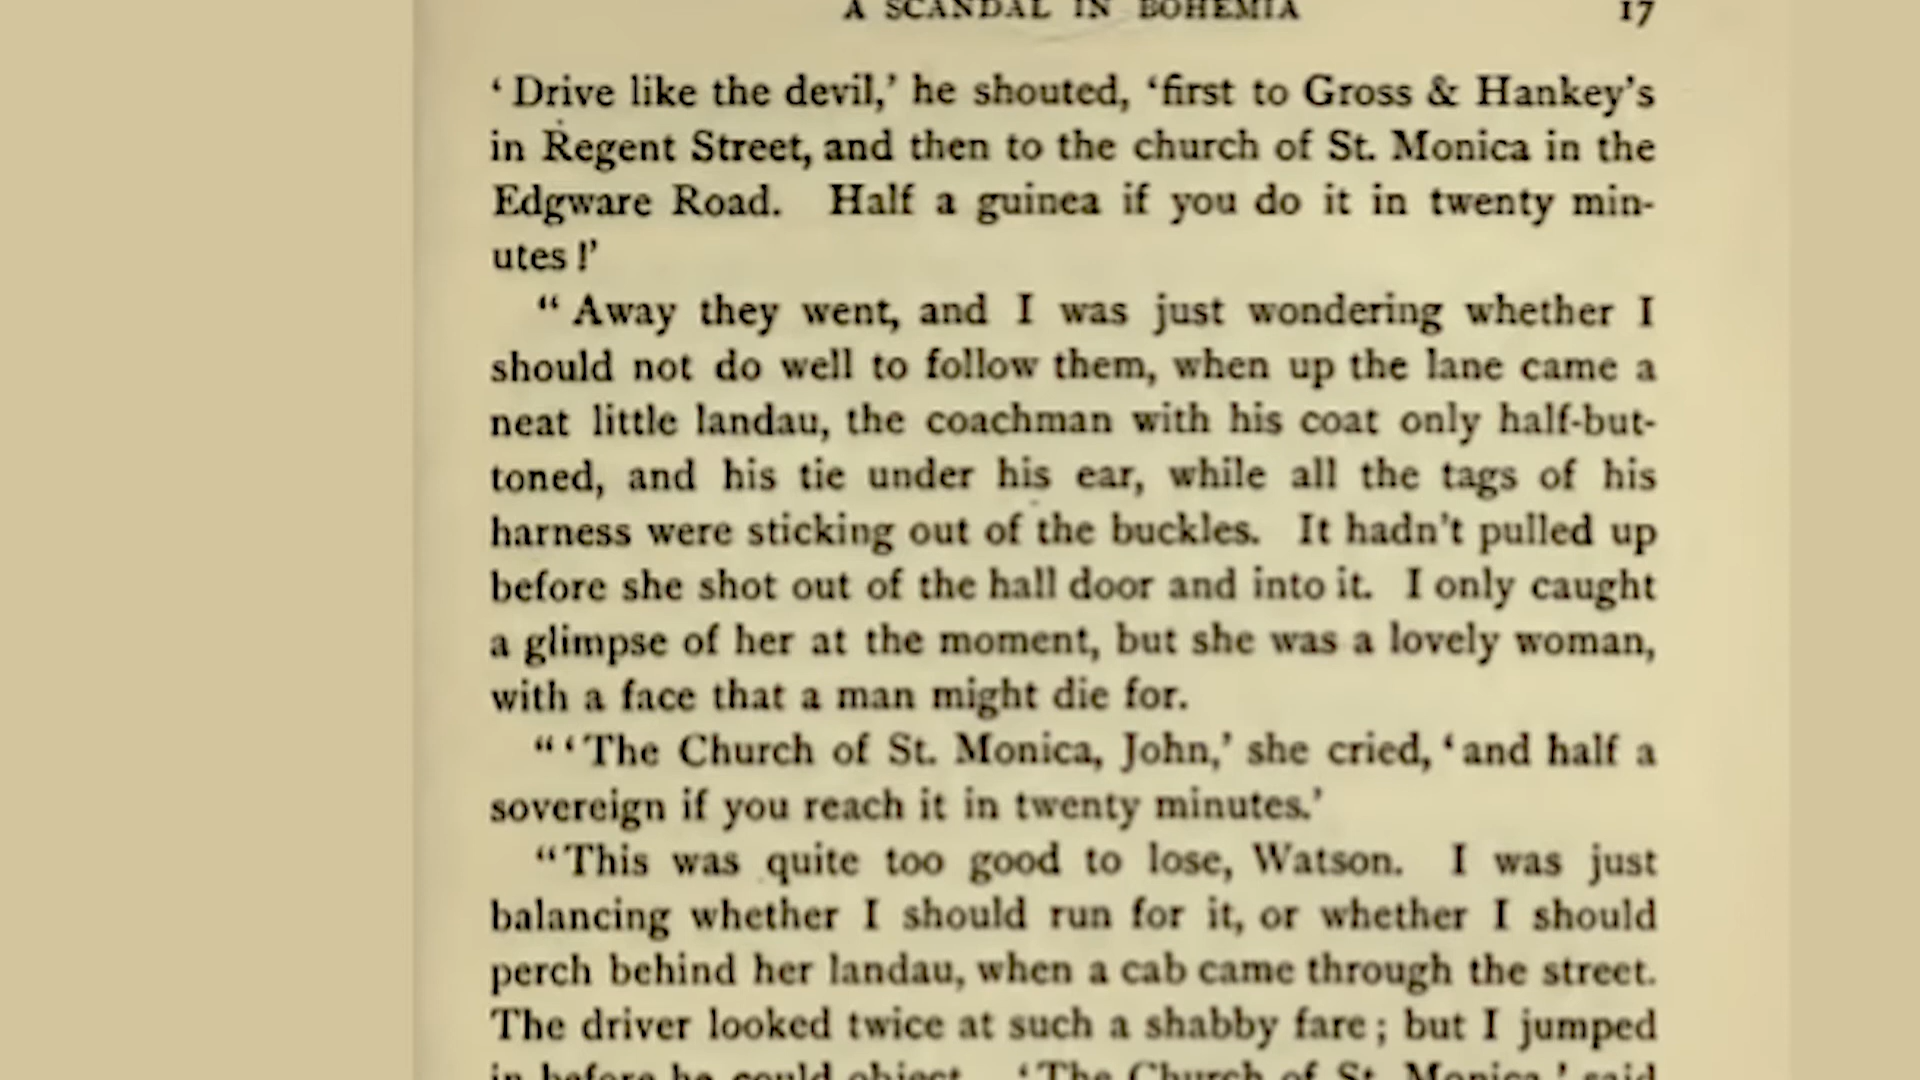 A SCANDAL IN BOHEMIA 17
‘ Drive like the devil,’ he shouted, ‘first to Gross & Hankey’s
in Regent Street, and then to the church of St. Monica in the
Edgware Road. Half a guinea if you do it in twenty min-
utes !’
“ Away they went, and I was just wondering whether I
should not do well to follow them, when up the lane came a
neat little landau, the coachman with his coat only half-but-
toned, and his tie under his ear, while all the tags of his
harness were sticking out of the buckles. It hadn’t pulled up
before she shot out of the hall door and into it. I only caught
a glimpse of her at the moment, but she was a lovely woman,
with a face that a man might die for.
“ ‘ The Church of St. Monica, John,’ she cried, ‘ and half a
sovereign if you reach it in twenty minutes.’
“This was quite too good to lose, Watson. I was just
balancing whether I should run for it, or whether I should
perch behind her landau, when a cab came through the street.
The driver looked twice at such a shabby fare ; but I jumped
in before he could object. ‘ The Church of St. Monica,’ said